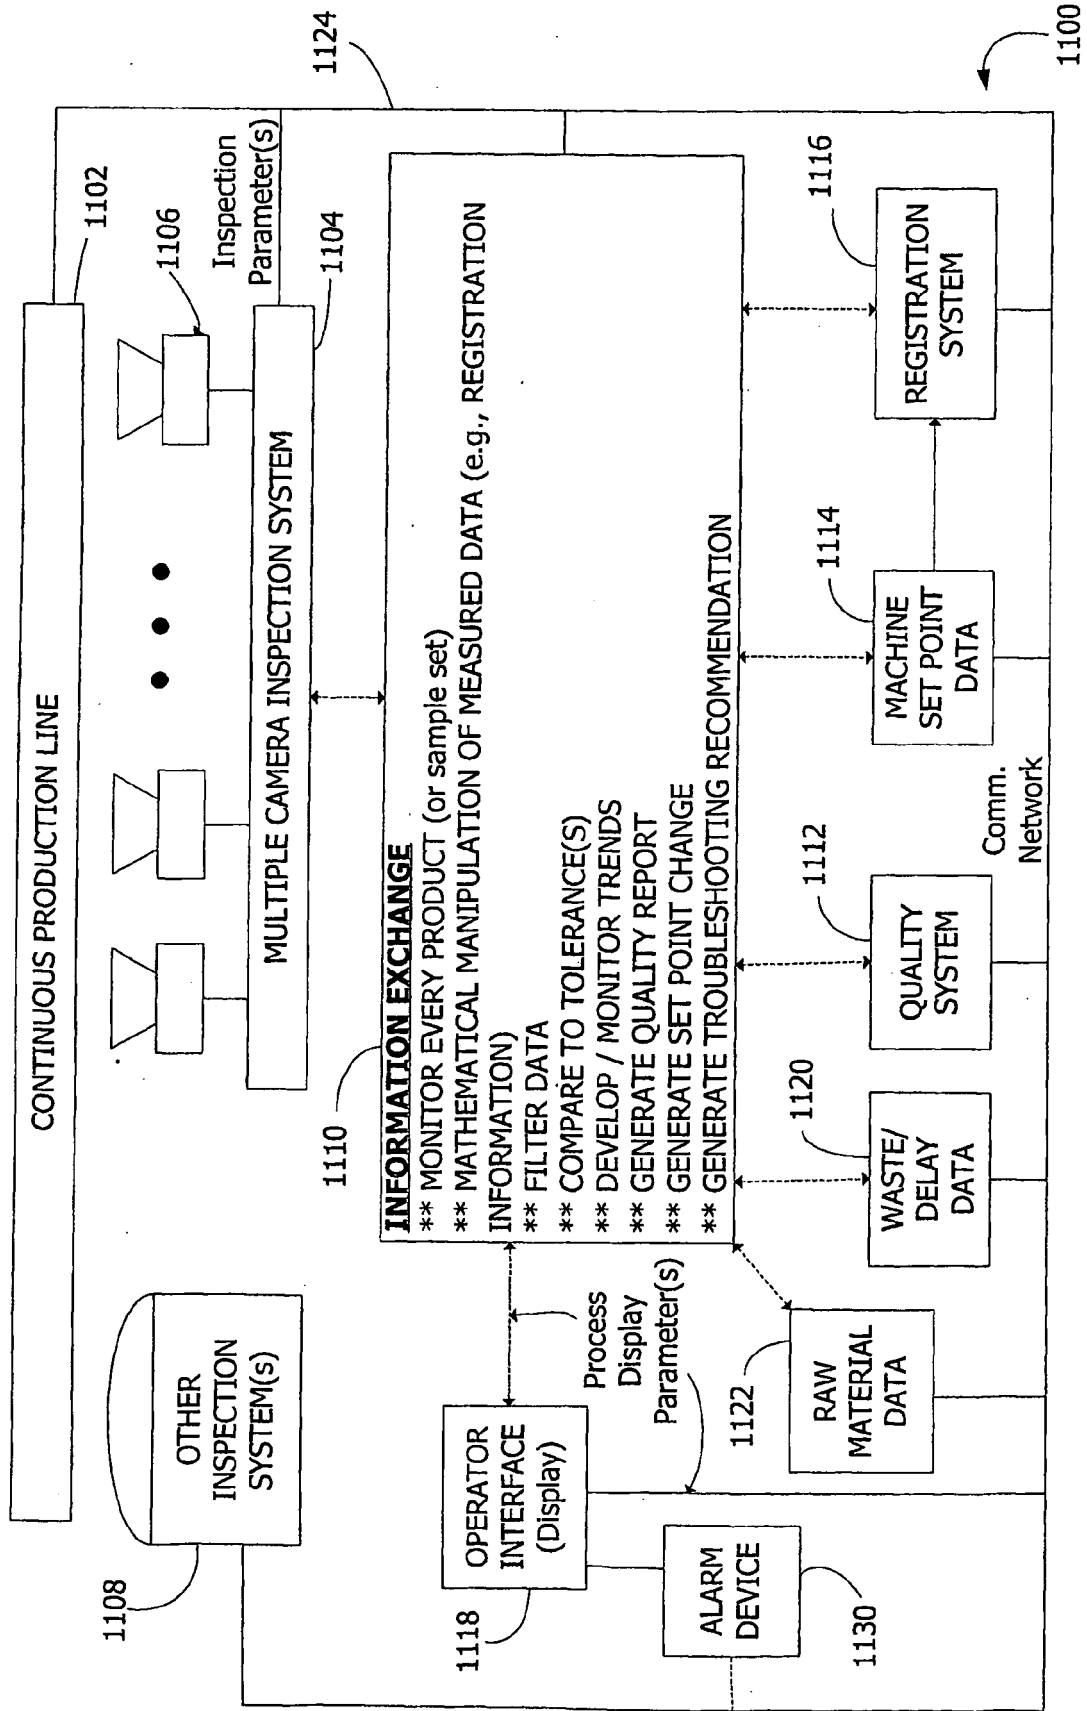 CONTINUOUS PRODUCTION LINE
1102
1106
Inspection
Parameter(s)
1124
OTHER
INSPECTION
SYSTEM(s)
1108
MULTIPLE CAMERA INSPECTION SYSTEM
1104
1110
INFORMATION EXCHANGE
** MONITOR EVERY PRODUCT (or sample set)
** MATHEMATICAL MANIPULATION OF MEASURED DATA (e.g., REGISTRATION
INFORMATION)
** FILTER DATA
** COMPARE TO TOLERANCE(S)
** DEVELOP / MONITOR TRENDS
** GENERATE QUALITY REPORT
** GENERATE SET POINT CHANGE
** GENERATE TROUBLESHOOTING RECOMMENDATION
OPERATOR
INTERFACE
(Display)
1118
Process
Display
Parameter(s)
ALARM
DEVICE
1130
1122
RAW
MATERIAL
DATA
1120
WASTE/
DELAY
DATA
1112
QUALITY
SYSTEM
Comm.
Network
1114
MACHINE
SET POINT
DATA
1116
REGISTRATION
SYSTEM
1100